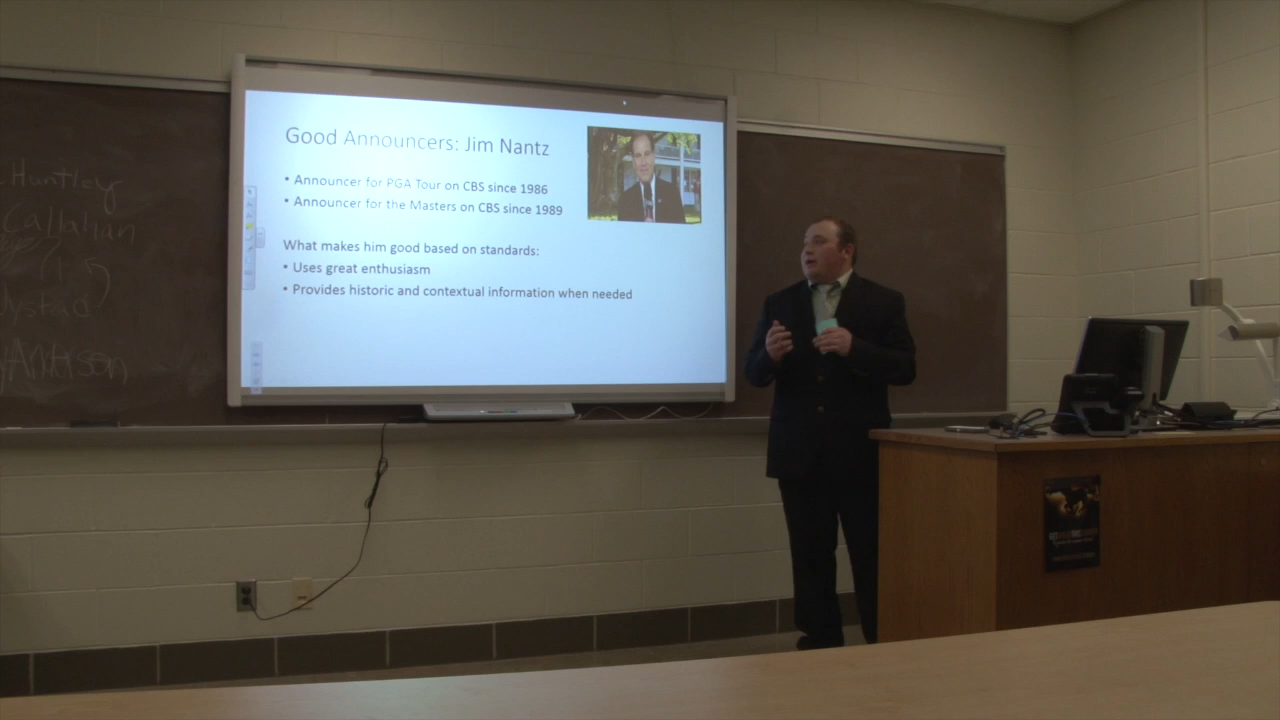 Good Announcers: Jim Nantz
• Announcer for PGA Tour on CBS since 1986
• Announcer for the Masters on CBS since 1989
What makes him good based on standards:
• Uses great enthusiasm
• Provides historic and contextual information when needed
Huntley
Callahan